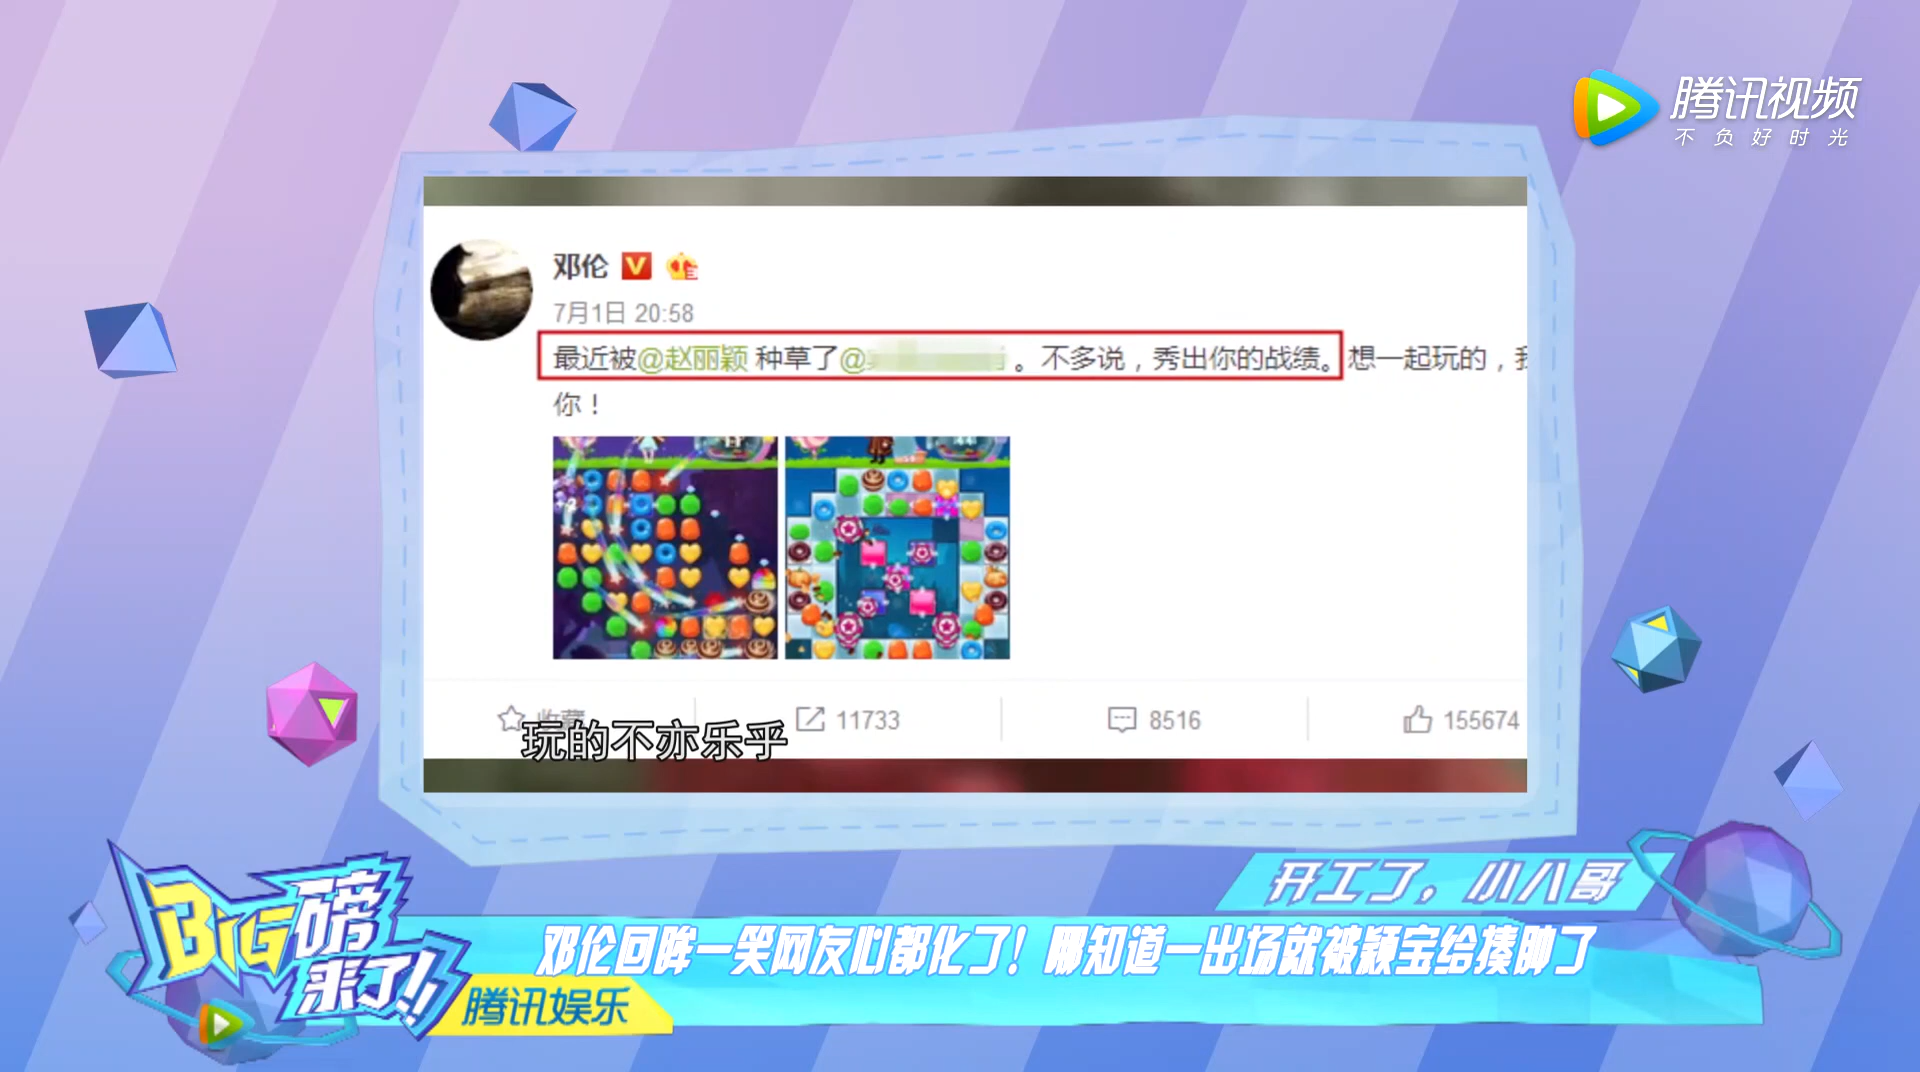 腾讯视频
不负好时光
邓伦
7月1日 20:58
最近被@赵丽颖 种草了@ 。不多说，秀出你的战绩。想一起玩的，我
你！
收藏
11733
8516
155674
玩的不亦乐乎
开工了，小八哥
BIG磅
来了!!
邓伦回眸一笑网友心都化了！哪知道一出场就被颖宝给揍肿了
腾讯娱乐